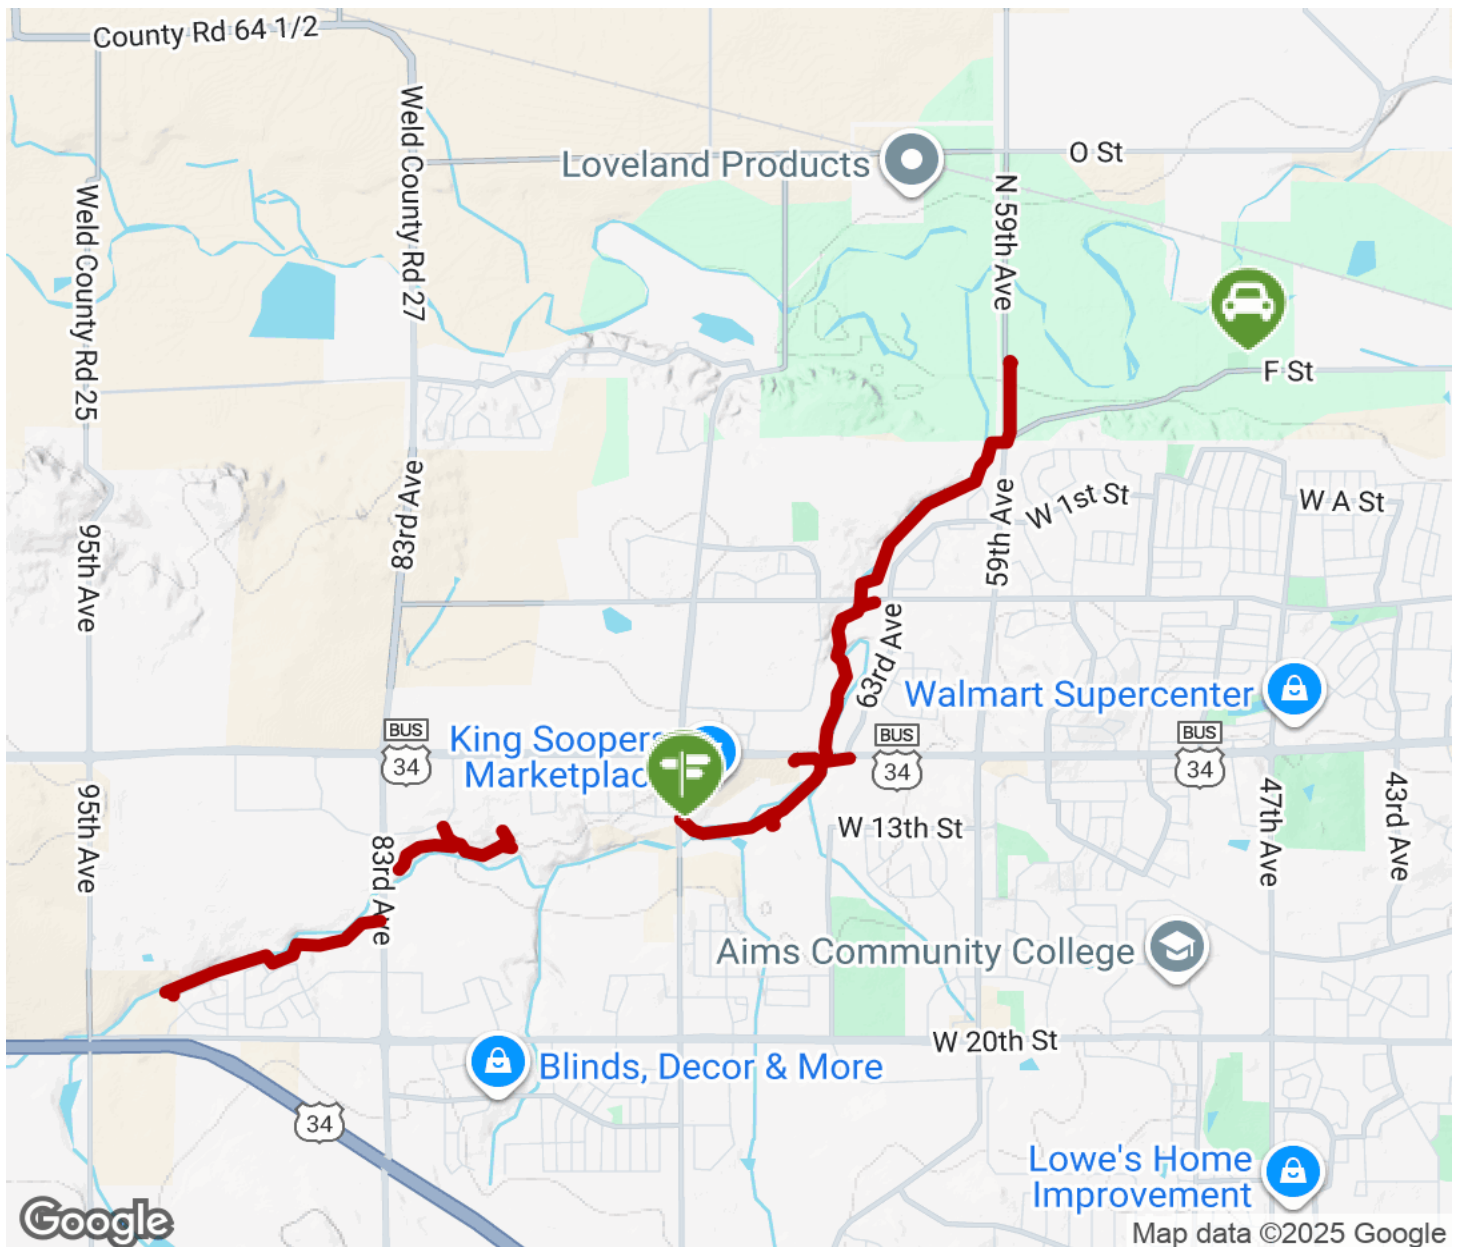 County Rd 64 1/2
Weld County Rd 27
Weld County Rd 25
Loveland Products
O St
N 59th Ave
F St
W 1st St
W A St
59th Ave
83rd Ave
95th Ave
63rd Ave
Walmart Supercenter
BUS
34
King Soopers
Marketplac
BUS
34
BUS
34
W 13th St
47th Ave
43rd Ave
95th Ave
83rd Ave
Aims Community College
W 20th St
Blinds, Decor & More
34
Lowe's Home
Improvement
Google
Map data ©2025 Google